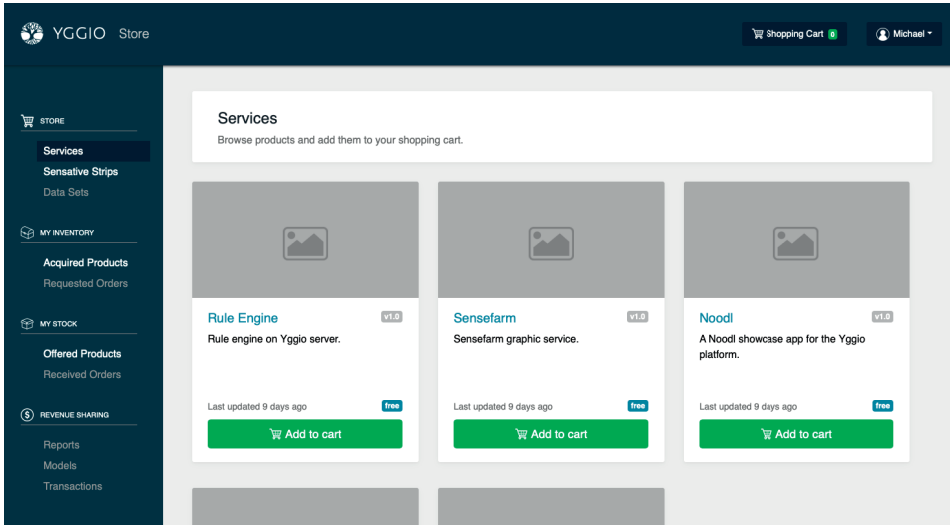 YGGIO Store
Shopping Cart 0
Michael
STORE
Services
Sensative Strips
Data Sets
MY INVENTORY
Acquired Products
Requested Orders
MY STOCK
Offered Products
Received Orders
REVENUE SHARING
Reports
Models
Transactions
Services
Browse products and add them to your shopping cart.
Rule Engine v1.0
Rule engine on Yggio server.
Last updated 9 days ago free
Add to cart
Sensefarm v1.0
Sensefarm graphic service.
Last updated 9 days ago free
Add to cart
Noodl v1.0
A Noodl showcase app for the Yggio
platform.
Last updated 9 days ago free
Add to cart